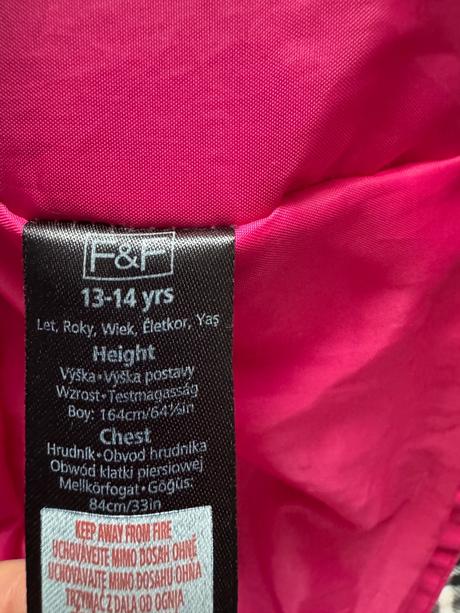 F&F
13-14 yrs
Let, Roky, Wiek, Életkor, Yaş
Height
Výška•Výška postavy
Wzrost•Testmagasság
Boy: 164cm/64½in
Chest
Hrudník•Obvod hrudníka
Obwód klatki piersiowej
Mellkörfogat•Göğüs:
84cm/33in
KEEP AWAY FROM FIRE
UCHOVÁVEJTE MIMO DOSAH OHNĚ
UCHOVÁVAJTE MIMO DOSAHU OHŇA
TRZYMAĆ Z DALA OD OGNIA